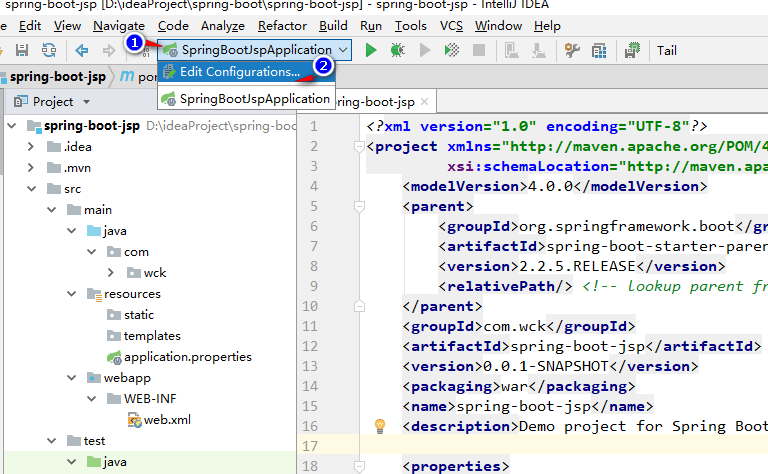 spring-boot-jsp [D:\ideaProject\spring-boot\spring-boot-jsp] - spring-boot-jsp - IntelliJ IDEA
Edit View Navigate Code Analyze Refactor Build Run Tools VCS Window Help
1 SpringBootJspApplication Tail
spring-boot-jsp
2 Edit Configurations...
SpringBootJspApplication
Project
pring-boot-jsp
spring-boot-jsp D:\ideaProject\spring-boo
.idea
.mvn
src
main
java
com
wck
resources
static
templates
application.properties
webapp
WEB-INF
web.xml
test
java
1 <?xml version="1.0" encoding="UTF-8"?>
2 <project xmlns="http://maven.apache.org/POM/4
3 xsi:schemaLocation="http://maven.apa
4 <modelVersion>4.0.0</modelVersion>
5 <parent>
6 <groupId>org.springframework.boot</gr
7 <artifactId>spring-boot-starter-paren
8 <version>2.2.5.RELEASE</version>
9 <relativePath/> <!-- lookup parent fr
10 </parent>
11 <groupId>com.wck</groupId>
12 <artifactId>spring-boot-jsp</artifactId>
13 <version>0.0.1-SNAPSHOT</version>
14 <packaging>war</packaging>
15 <name>spring-boot-jsp</name>
16 <description>Demo project for Spring Boot
17
18 <properties>